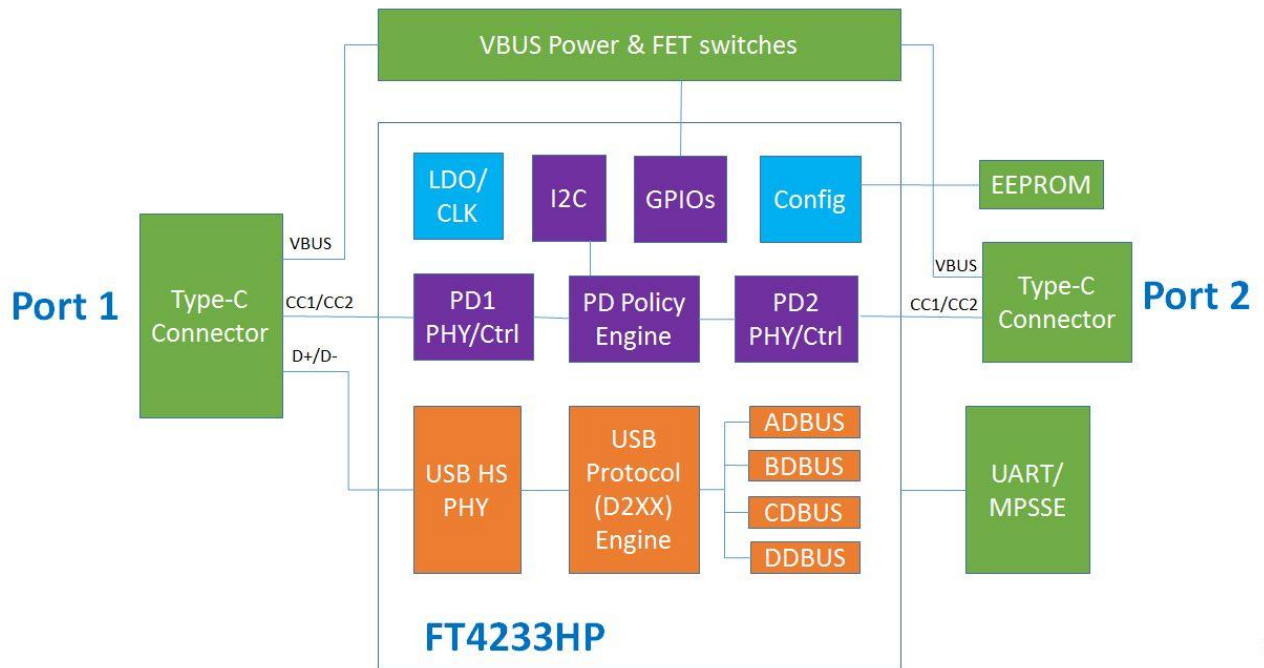 VBUS Power & FET switches
LDO/
CLK
I2C
GPIOs
Config
EEPROM
VBUS
VBUS
Port 1
Type-C
Connector
CC1/CC2
PD1
PHY/Ctrl
PD Policy
Engine
PD2
PHY/Ctrl
CC1/CC2
Type-C
Connector
Port 2
D+/D-
USB HS
PHY
USB
Protocol
(D2XX)
Engine
ADBUS
BDBUS
CDBUS
DDBUS
UART/
MPSSE
FT4233HP